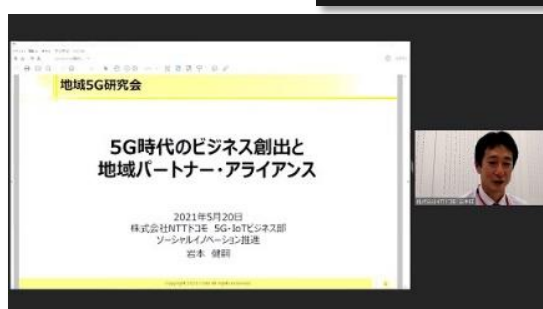 地域5G研究会
5G時代のビジネス創出と
地域パートナー・アライアンス
2021年5月20日
株式会社NTTドコモ 5G・IoTビジネス部
ソーシャルイノベーション推進
岩本 健嗣